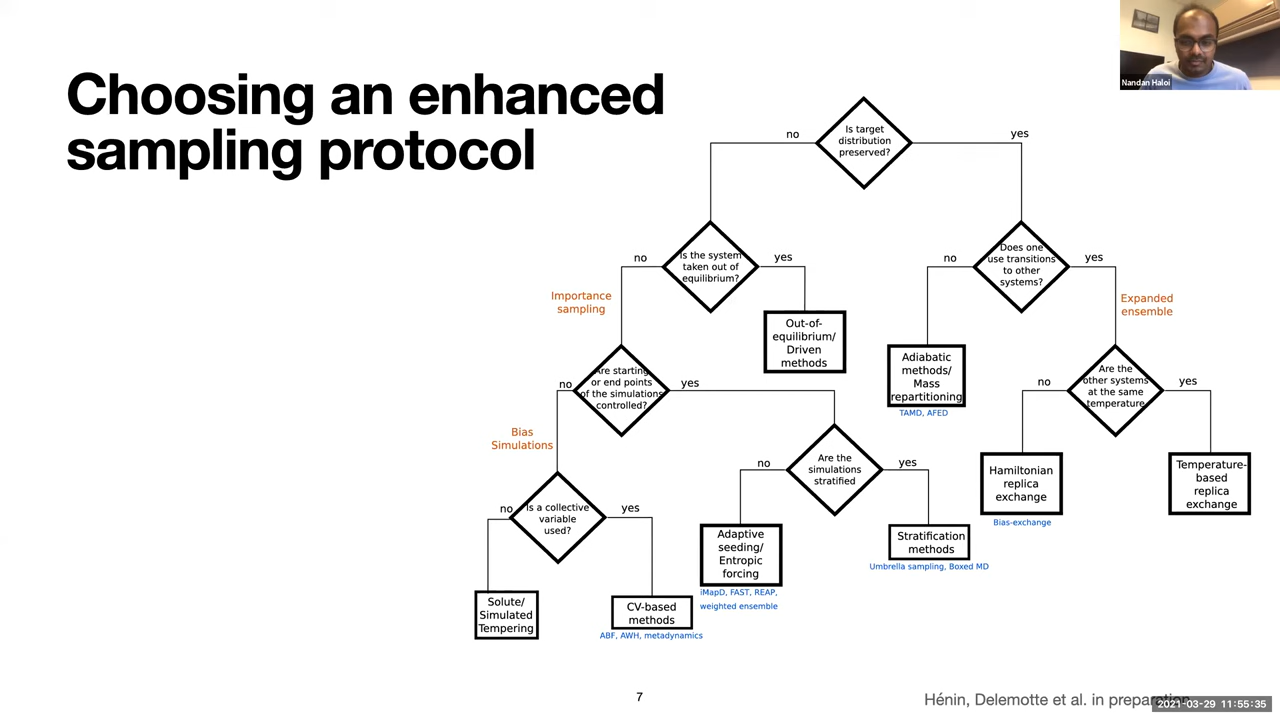 Nandan Haloi
Choosing an enhanced
sampling protocol
Is target
distribution
preserved?
no
yes
Is the system
taken out of
equilibrium?
no
yes
Does one
use transitions
to other
systems?
no
yes
Importance
sampling
Out-of-
equilibrium/
Driven
methods
Expanded
ensemble
Adiabatic
methods/
Mass
repartitioning
TAMD, AFED
Are starting
or end points
of the simulations
controlled?
no
yes
Are the
other systems
at the same
temperature
no
yes
Bias
Simulations
Are the
simulations
stratified
no
yes
Hamiltonian
replica
exchange
Bias-exchange
Temperature-
based
replica
exchange
Is a collective
variable
used?
no
yes
Adaptive
seeding/
Entropic
forcing
iMapD, FAST, REAP,
weighted ensemble
Stratification
methods
Umbrella sampling, Boxed MD
Solute/
Simulated
Tempering
CV-based
methods
ABF, AWH, metadynamics
7
Hénin, Delemotte et al. in preparation
2021-03-29 11:55:35